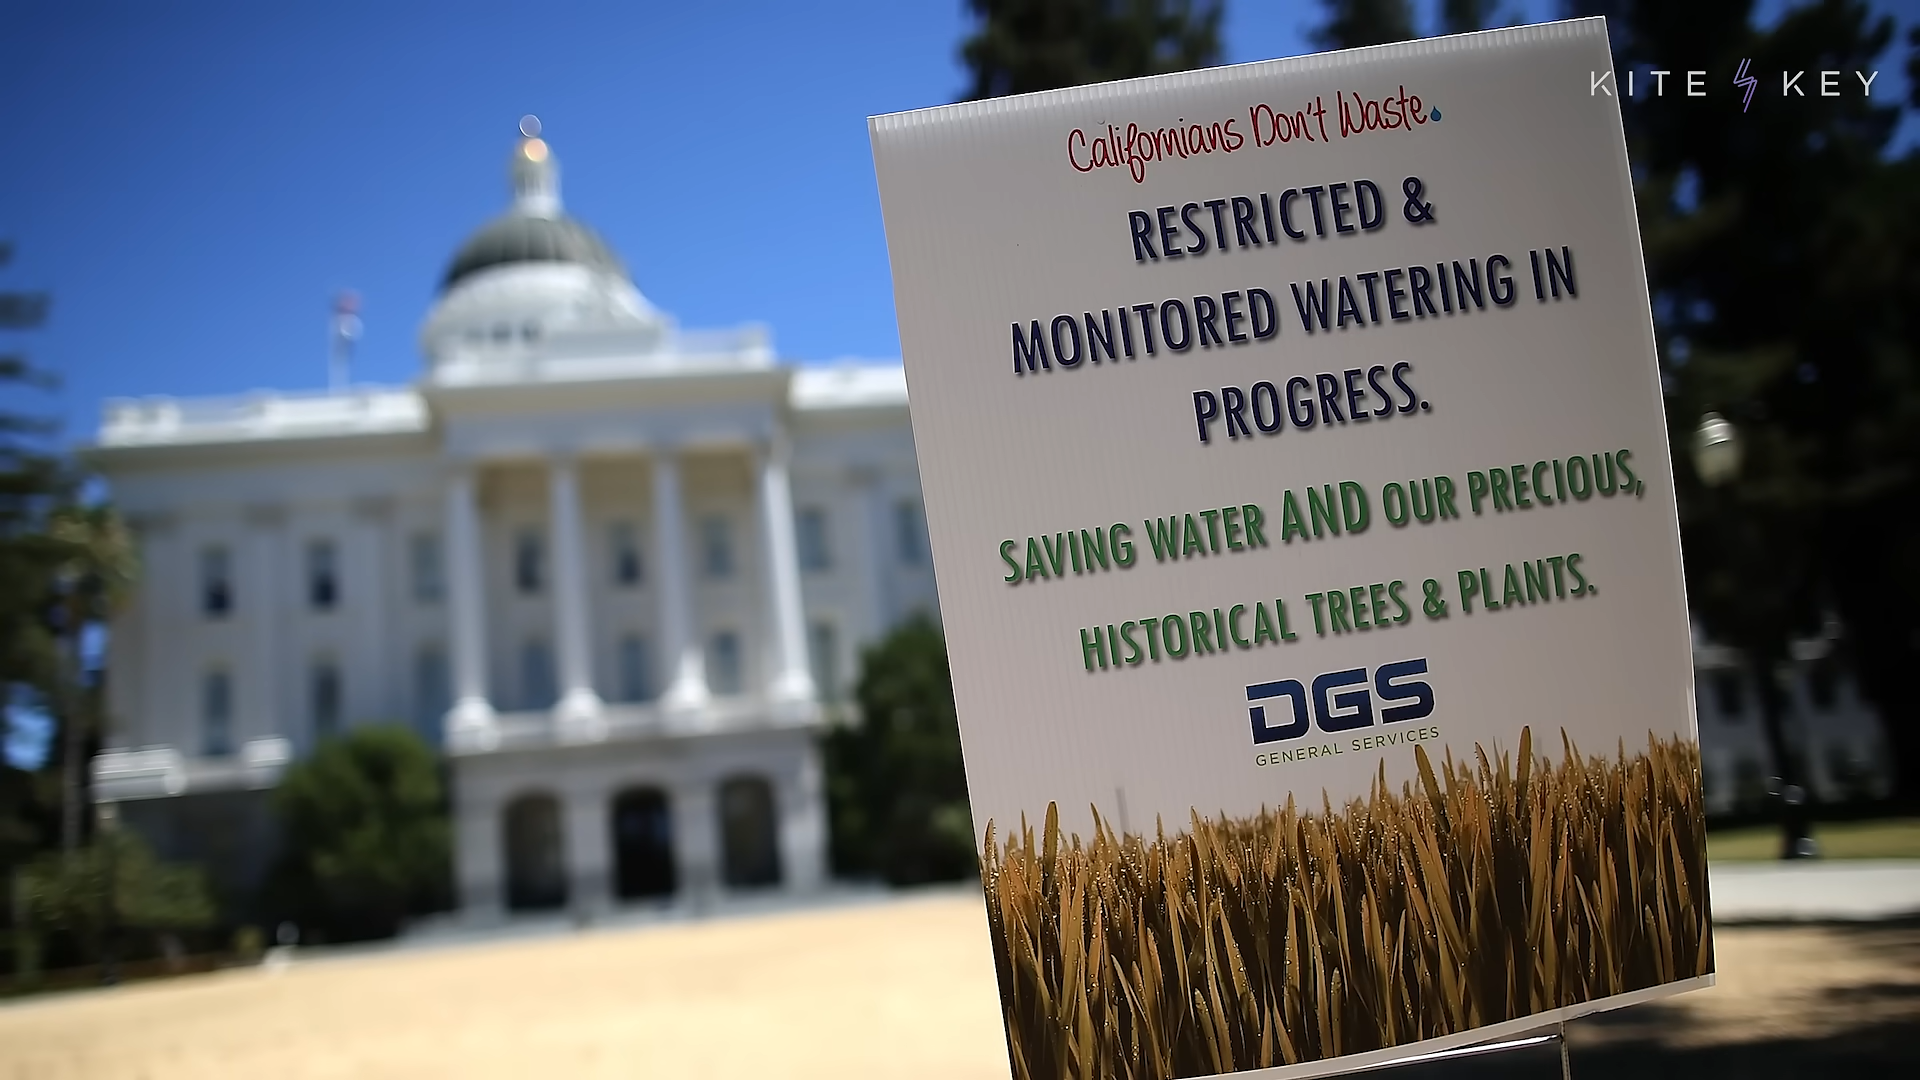 KITE KEY
Californians Don't Waste.
RESTRICTED &
MONITORED WATERING IN
PROGRESS.
SAVING WATER AND OUR PRECIOUS,
HISTORICAL TREES & PLANTS.
DGS
GENERAL SERVICES